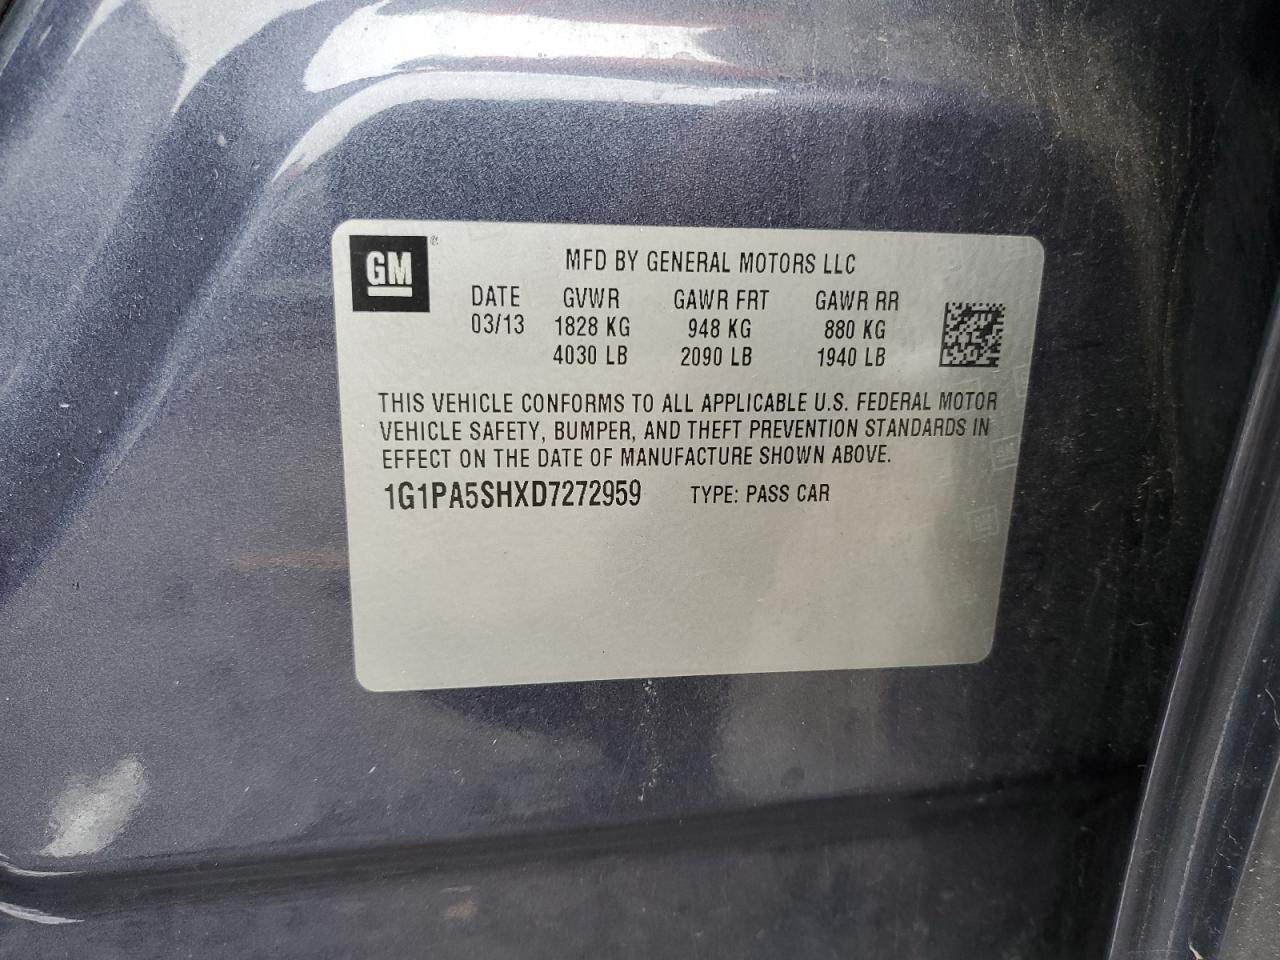 GM
MFD BY GENERAL MOTORS LLC
DATE GVWR GAWR FRT GAWR RR
03/13 1828 KG 948 KG 880 KG
4030 LB 2090 LB 1940 LB
THIS VEHICLE CONFORMS TO ALL APPLICABLE U.S. FEDERAL MOTOR
VEHICLE SAFETY, BUMPER, AND THEFT PREVENTION STANDARDS IN
EFFECT ON THE DATE OF MANUFACTURE SHOWN ABOVE.
1G1PA5SHXD7272959 TYPE: PASS CAR